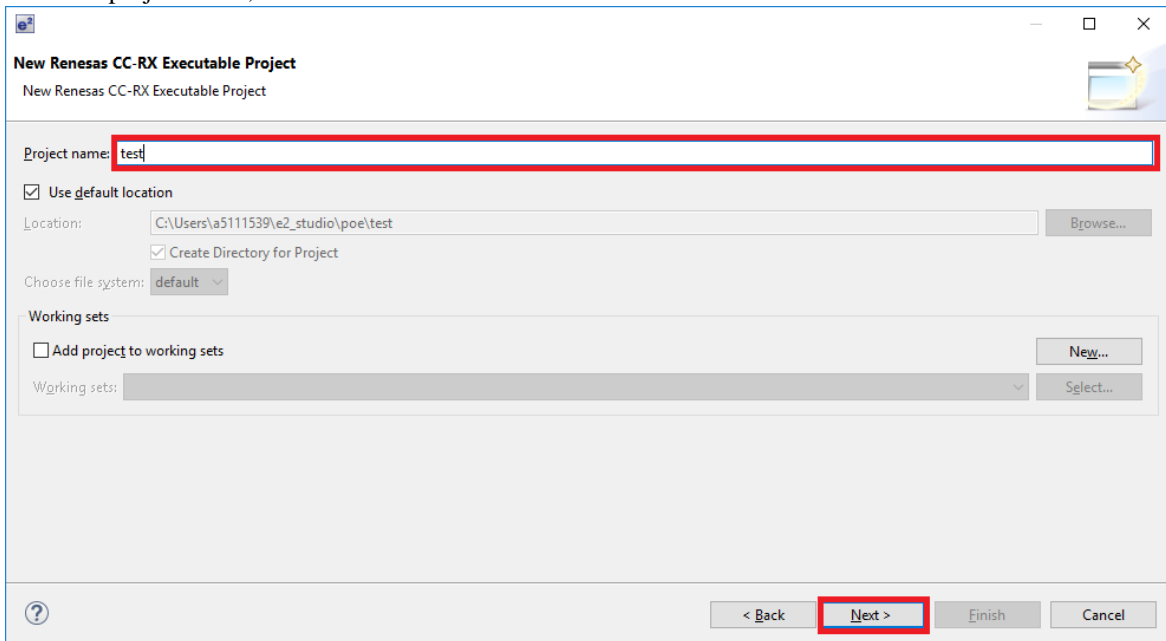 e²
New Renesas CC-RX Executable Project
New Renesas CC-RX Executable Project
Project name: test
Use default location
Location: C:\Users\a5111539\e2_studio\poe\test Browse...
Create Directory for Project
Choose file system: default
Working sets
Add project to working sets New...
Working sets: Select...
? < Back Next > Finish Cancel